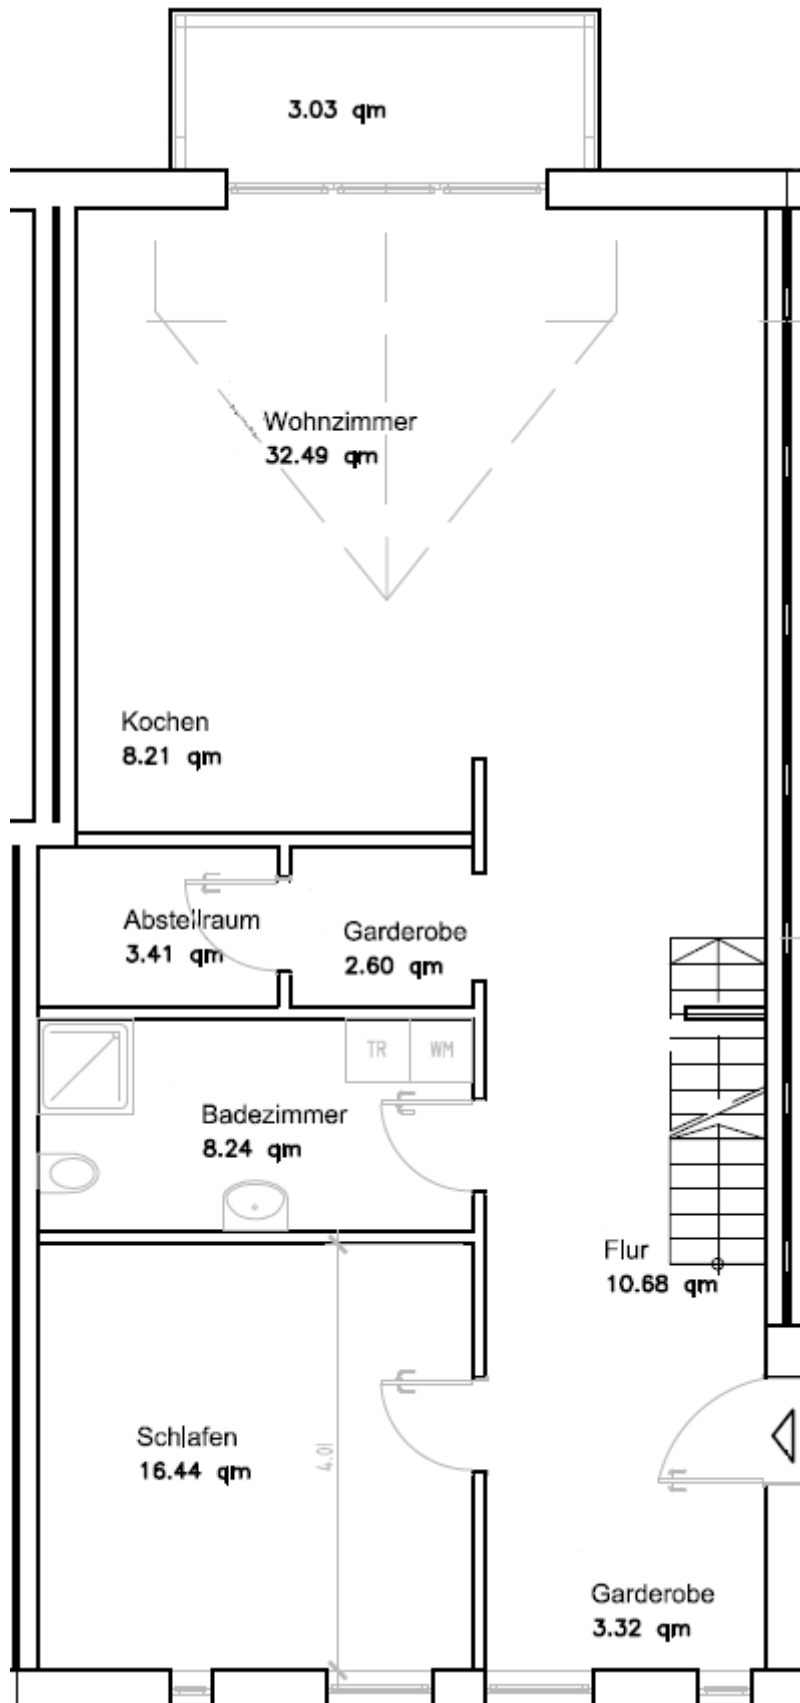 3.03 qm
Wohnzimmer
32.49 qm
Kochen
8.21 qm
Abstellraum
3.41 qm
Garderobe
2.60 qm
TR
WM
Badezimmer
8.24 qm
Flur
10.68 qm
Schlafen
16.44 qm
4.01
Garderobe
3.32 qm